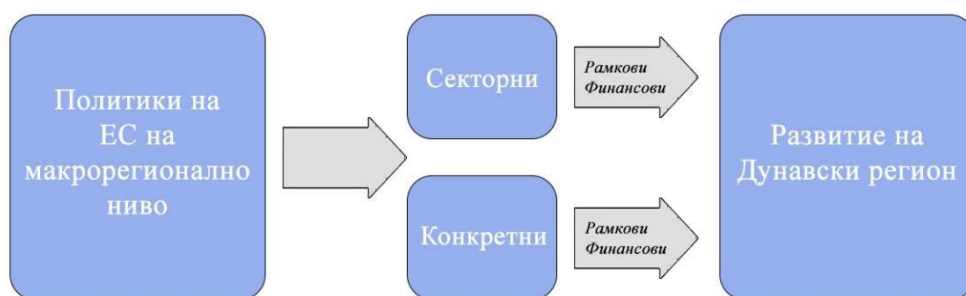 Политики на
ЕС на
макрорегионално
ниво
Секторни
Рамкови
Финансови
Конкретни
Рамкови
Финансови
Развитие на
Дунавски регион